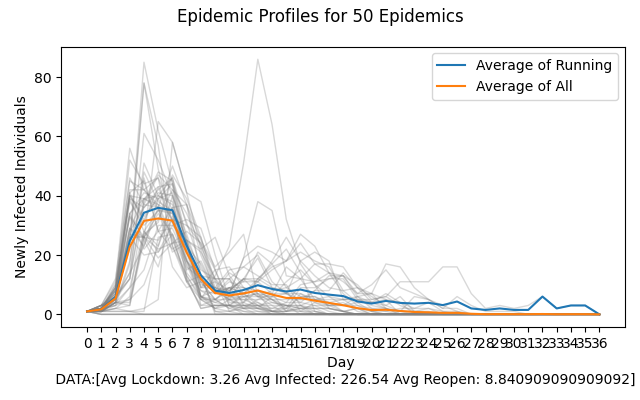 Epidemic Profiles for 50 Epidemics
Average of Running
Average of All
Newly Infected Individuals
80
60
40
20
0
0 1 2 3 4 5 6 7 8 9 10 11 12 13 14 15 16 17 18 19 20 21 22 23 24 25 26 27 28 29 30 31 32 33 34 35 36
Day
DATA:[Avg Lockdown: 3.26 Avg Infected: 226.54 Avg Reopen: 8.840909090909092]